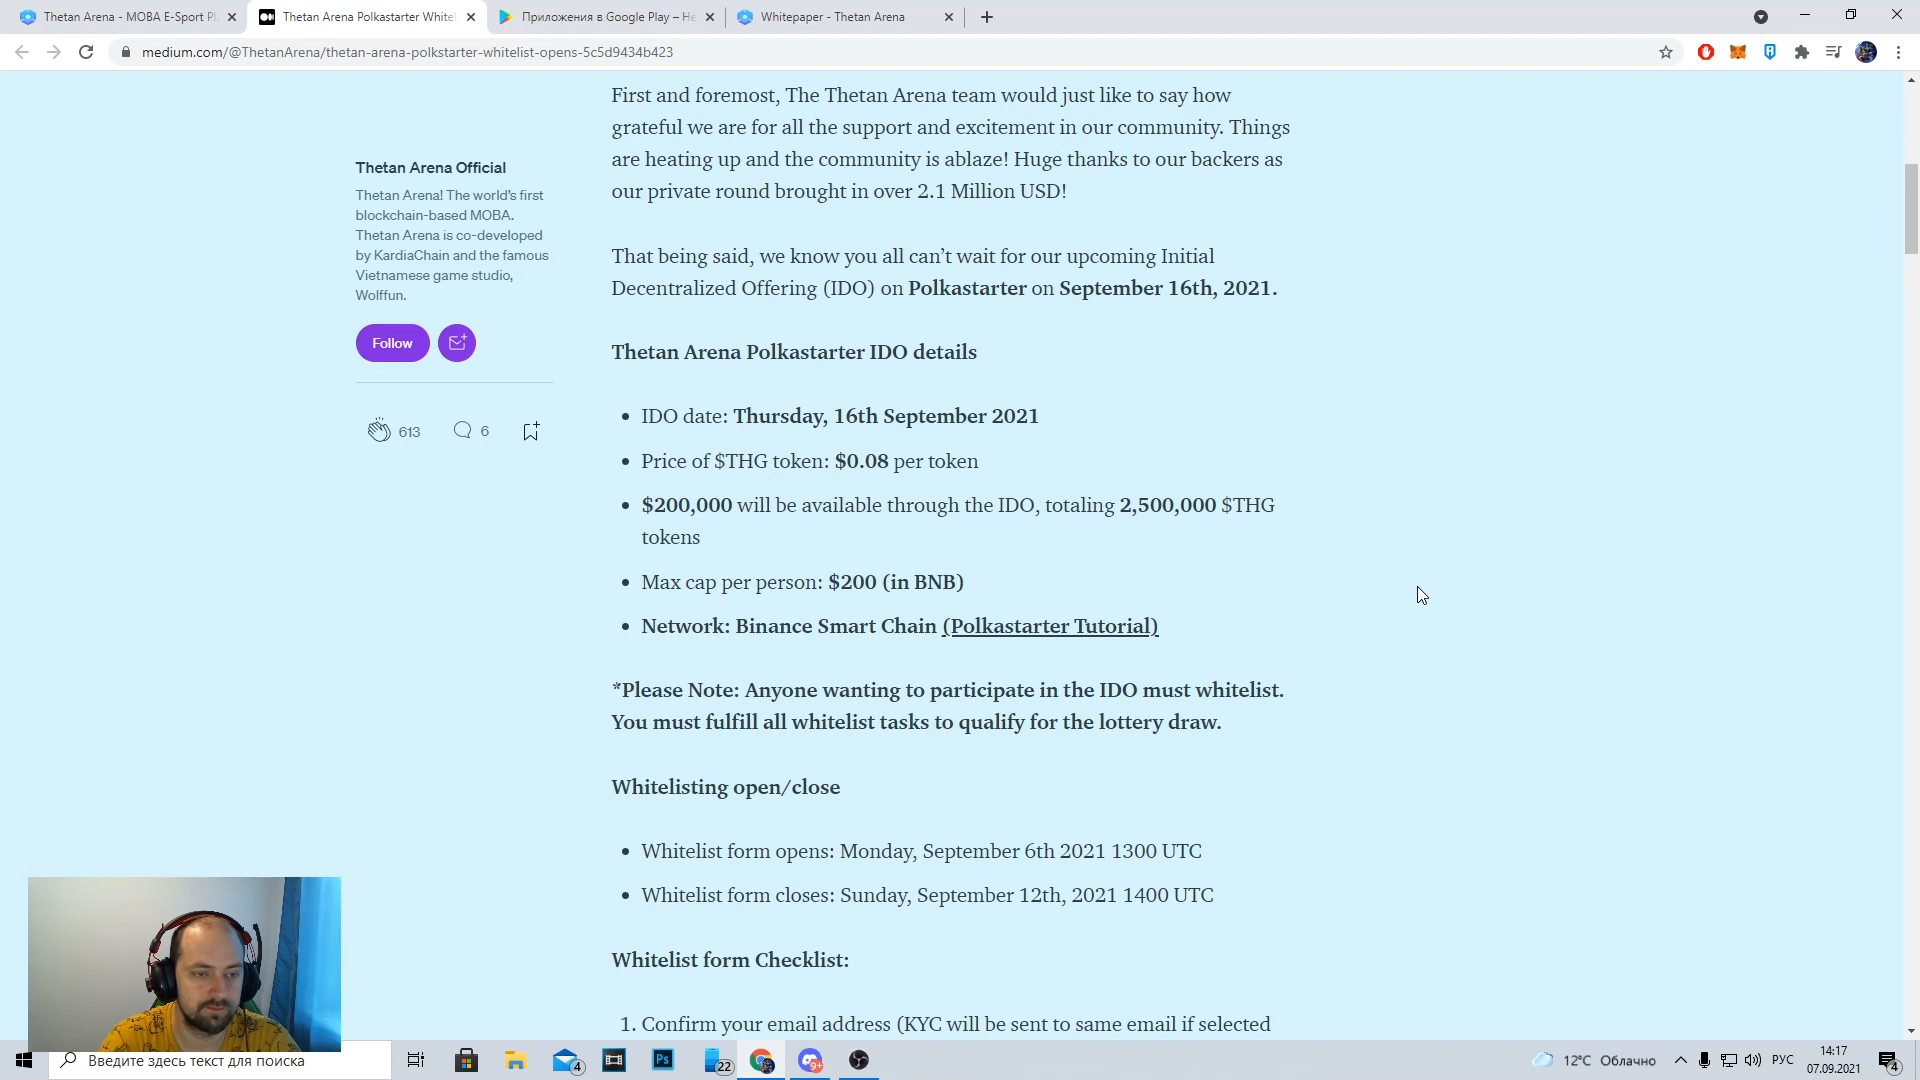 Thetan Arena - MOBA E-Sport Pl
Thetan Arena Polkastarter Whitel
Приложения в Google Play – He
Whitepaper - Thetan Arena
medium.com/@ThetanArena/thetan-arena-polkstarter-whitelist-opens-5c5d9434b423
First and foremost, The Thetan Arena team would just like to say how
grateful we are for all the support and excitement in our community. Things
are heating up and the community is ablaze! Huge thanks to our backers as
our private round brought in over 2.1 Million USD!
Thetan Arena Official
Thetan Arena! The world's first
blockchain-based MOBA.
Thetan Arena is co-developed
by KardiaChain and the famous
Vietnamese game studio,
Wolffun.
Follow
613
6
That being said, we know you all can't wait for our upcoming Initial
Decentralized Offering (IDO) on Polkastarter on September 16th, 2021.
Thetan Arena Polkastarter IDO details
• IDO date: Thursday, 16th September 2021
• Price of $THG token: $0.08 per token
• $200,000 will be available through the IDO, totaling 2,500,000 $THG
tokens
• Max cap per person: $200 (in BNB)
• Network: Binance Smart Chain (Polkastarter Tutorial)
*Please Note: Anyone wanting to participate in the IDO must whitelist.
You must fulfill all whitelist tasks to qualify for the lottery draw.
Whitelisting open/close
• Whitelist form opens: Monday, September 6th 2021 1300 UTC
• Whitelist form closes: Sunday, September 12th, 2021 1400 UTC
Whitelist form Checklist:
1. Confirm your email address (KYC will be sent to same email if selected
Введите здесь текст для поиска
4
Ps
22
9+
12°C Облачно
РУС
14:17
07.09.2021
4